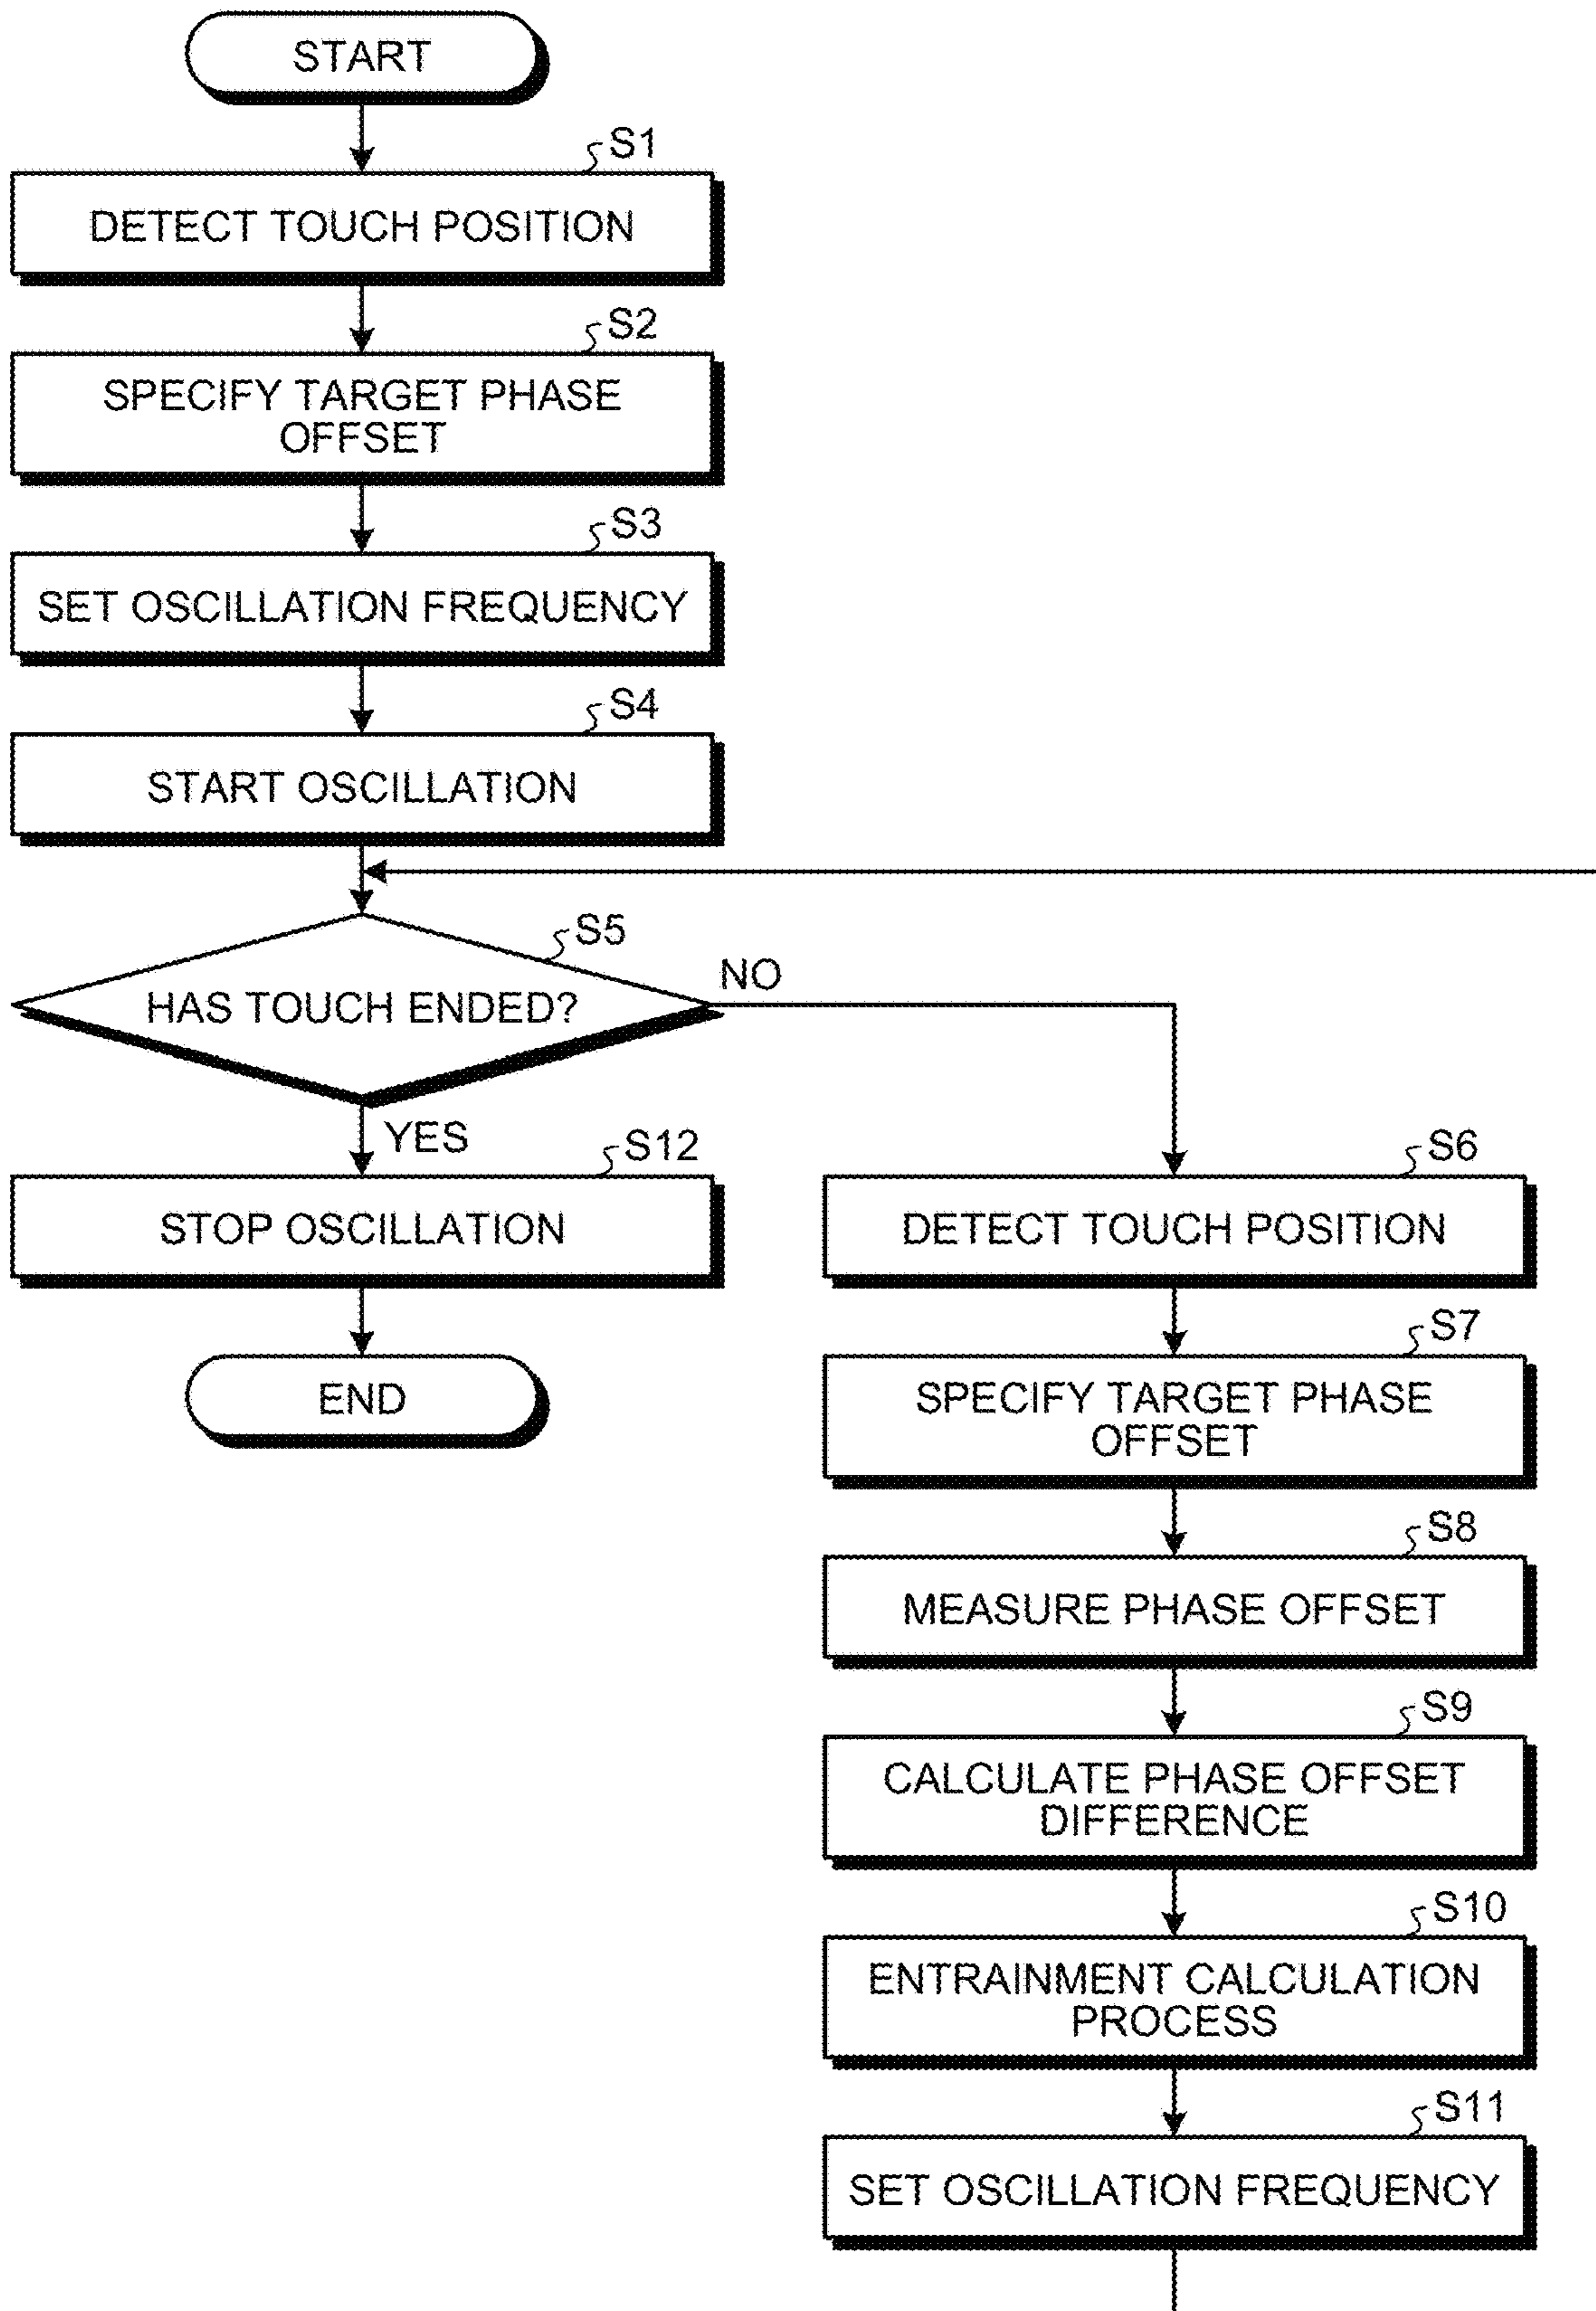 START
S1
DETECT TOUCH POSITION
S2
SPECIFY TARGET PHASE
OFFSET
S3
SET OSCILLATION FREQUENCY
S4
START OSCILLATION
S5
HAS TOUCH ENDED?
NO
YES
S12
STOP OSCILLATION
END
S6
DETECT TOUCH POSITION
S7
SPECIFY TARGET PHASE
OFFSET
S8
MEASURE PHASE OFFSET
S9
CALCULATE PHASE OFFSET
DIFFERENCE
S10
ENTRAINMENT CALCULATION
PROCESS
S11
SET OSCILLATION FREQUENCY